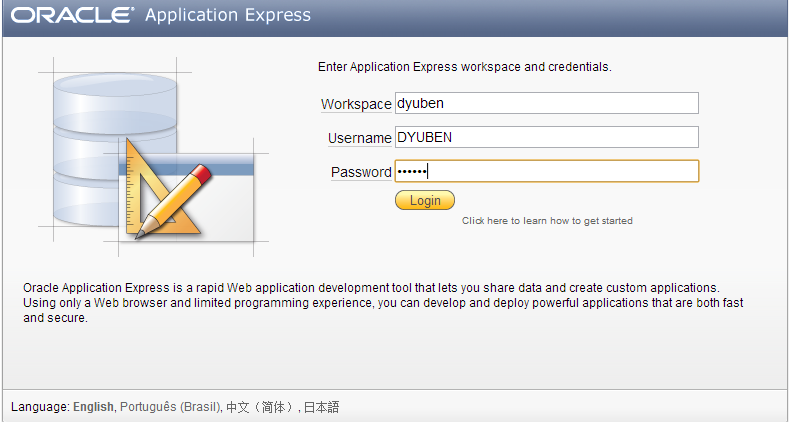 ORACLE® Application Express
Enter Application Express workspace and credentials.
Workspace dyuben
Username DYUBEN
Password ••••••
Login
Click here to learn how to get started
Oracle Application Express is a rapid Web application development tool that lets you share data and create custom applications.
Using only a Web browser and limited programming experience, you can develop and deploy powerful applications that are both fast
and secure.
Language: English, Português (Brasil), 中文（简体）, 日本語